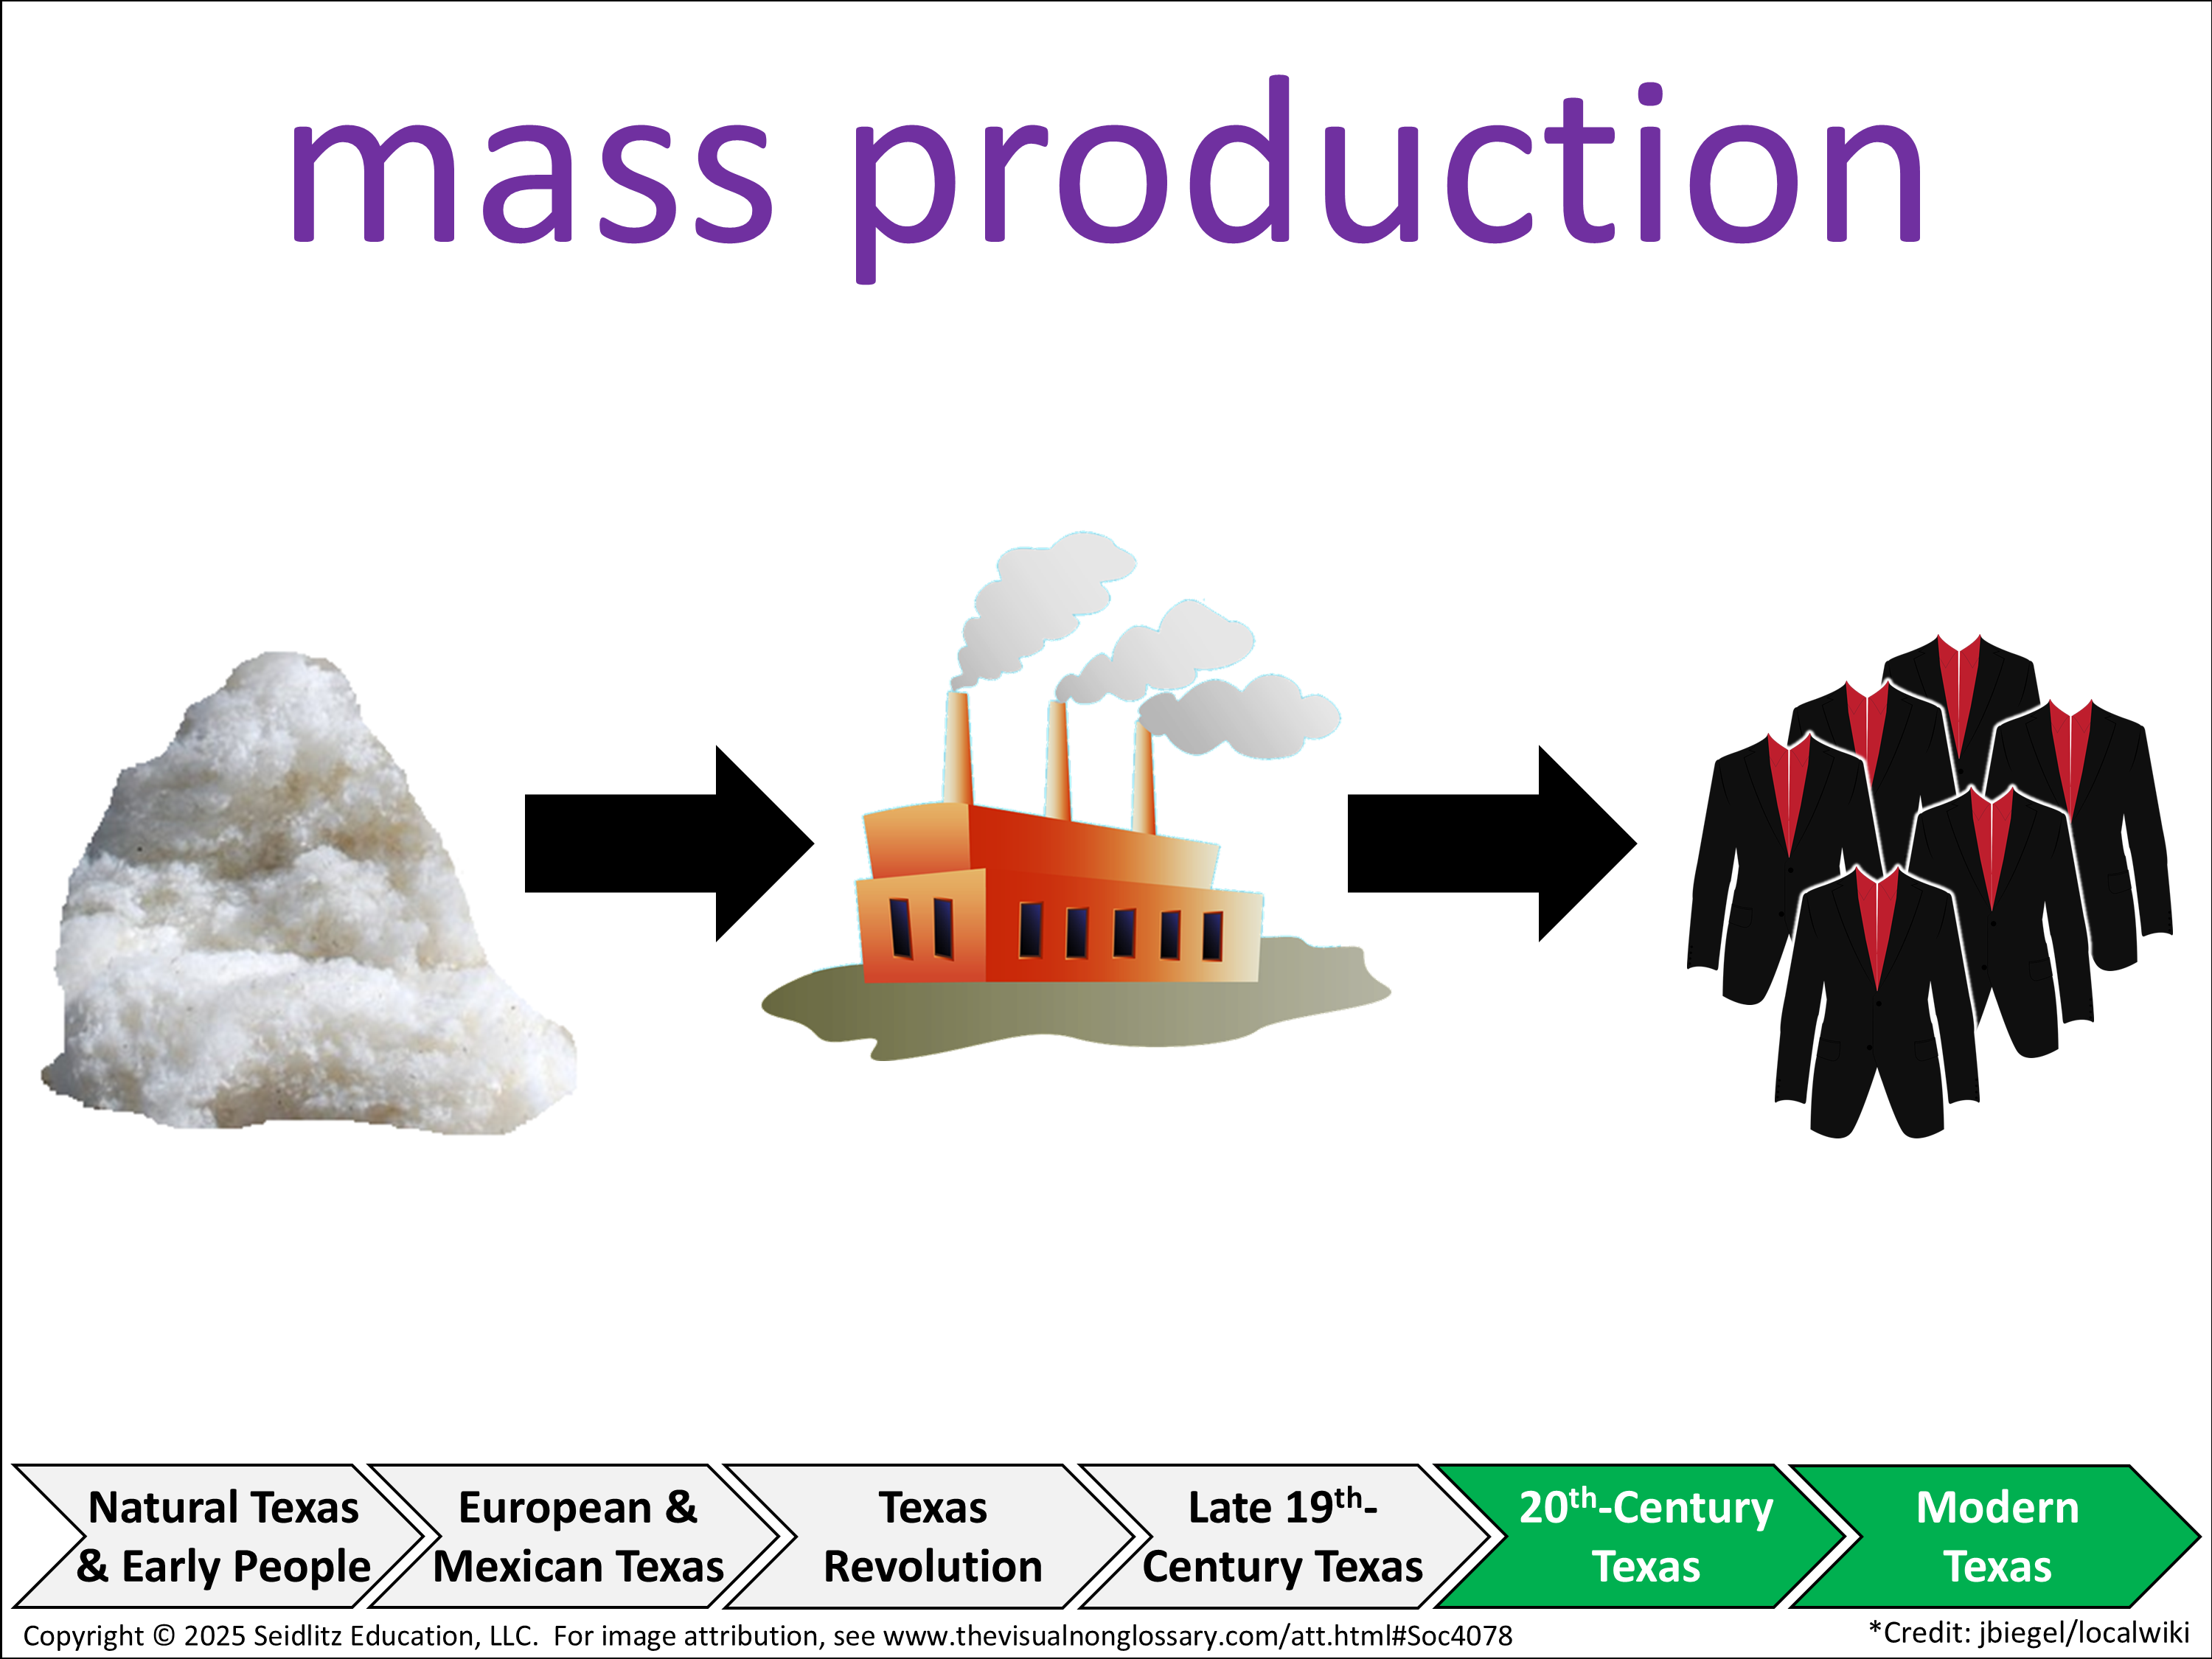 mass production
Natural Texas
& Early People
European &
Mexican Texas
Texas
Revolution
Late 19th-
Century Texas
20th-Century
Texas
Modern
Texas
Copyright © 2025 Seidlitz Education, LLC.  For image attribution, see www.thevisualnonglossary.com/att.html#Soc4078
*Credit: jbiegel/localwiki